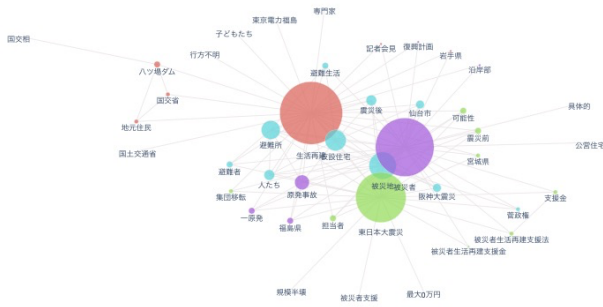 専門家
東京電力福島
子どもたち
国交相
記者会見
復興計画
行方不明
岩手県
八ツ場ダム
避難生活
沿岸部
国交省
震災後
仙台市
具体的
地元住民
可能性
震災前
避難所
仮設住宅
公営住宅
国土交通省
生活再建
宮城県
避難者
人たち
被災地
被災者
集団移転
原発事故
阪神大震災
支援金
一原発
菅政権
福島県
担当者
東日本大震災
被災者生活再建支援法
被災者生活再建支援金
規模半壊
被災者支援
最大0万円